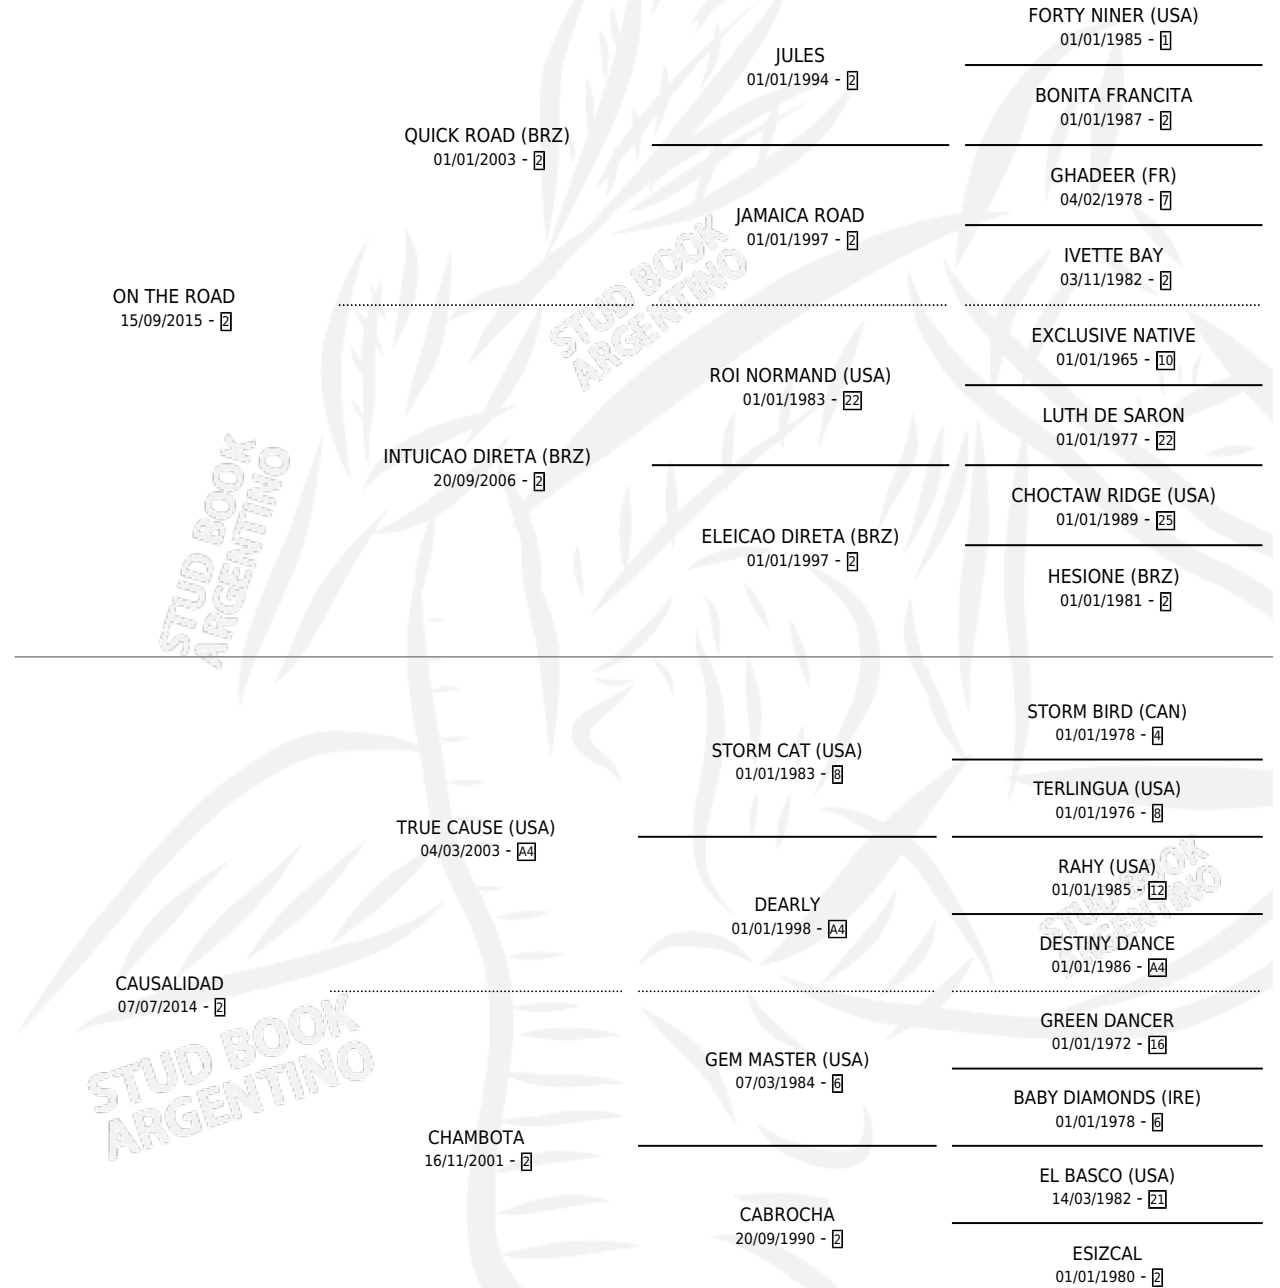 FORTY NINER (USA)
01/01/1985 - 1
JULES
01/01/1994 - 2
BONITA FRANCITA
01/01/1987 - 2
QUICK ROAD (BRZ)
01/01/2003 - 2
GHADEER (FR)
04/02/1978 - 7
JAMAICA ROAD
01/01/1997 - 2
IVETTE BAY
03/11/1982 - 2
ON THE ROAD
15/09/2015 - 2
STUD BOOK
ARGENTINO
EXCLUSIVE NATIVE
01/01/1965 - 10
ROI NORMAND (USA)
01/01/1983 - 22
LUTH DE SARON
01/01/1977 - 22
INTUICAO DIRETA (BRZ)
20/09/2006 - 2
CHOCTAW RIDGE (USA)
01/01/1989 - 25
ELEICAO DIRETA (BRZ)
01/01/1997 - 2
HESIONE (BRZ)
01/01/1981 - 2
STUD BOOK
ARGENTINO
STORM BIRD (CAN)
01/01/1978 - 4
STORM CAT (USA)
01/01/1983 - 8
TERLINGUA (USA)
01/01/1976 - 8
TRUE CAUSE (USA)
04/03/2003 - A4
RAHY (USA)
01/01/1985 - 12
DEARLY
01/01/1998 - A4
DESTINY DANCE
01/01/1986 - A4
STUD BOOK
ARGENTINO
CAUSALIDAD
07/07/2014 - 2
GREEN DANCER
01/01/1972 - 16
GEM MASTER (USA)
07/03/1984 - 6
BABY DIAMONDS (IRE)
01/01/1978 - 6
STUD BOOK
ARGENTINO
CHAMBOTA
16/11/2001 - 2
EL BASCO (USA)
14/03/1982 - 21
CABROCHA
20/09/1990 - 2
ESIZCAL
01/01/1980 - 2